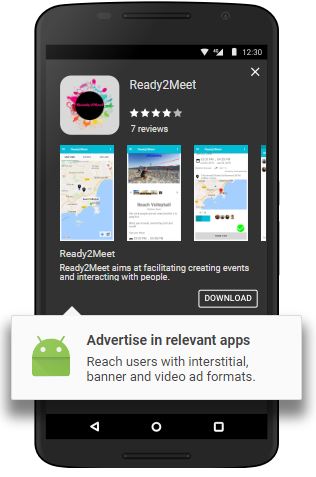 12:30
Ready2Meet
7 reviews
Ready2Meet
Ready2Meet aims at facilitating creating events
and interacting with people.
DOWNLOAD
Advertise in relevant apps
Reach users with interstitial,
banner and video ad formats.